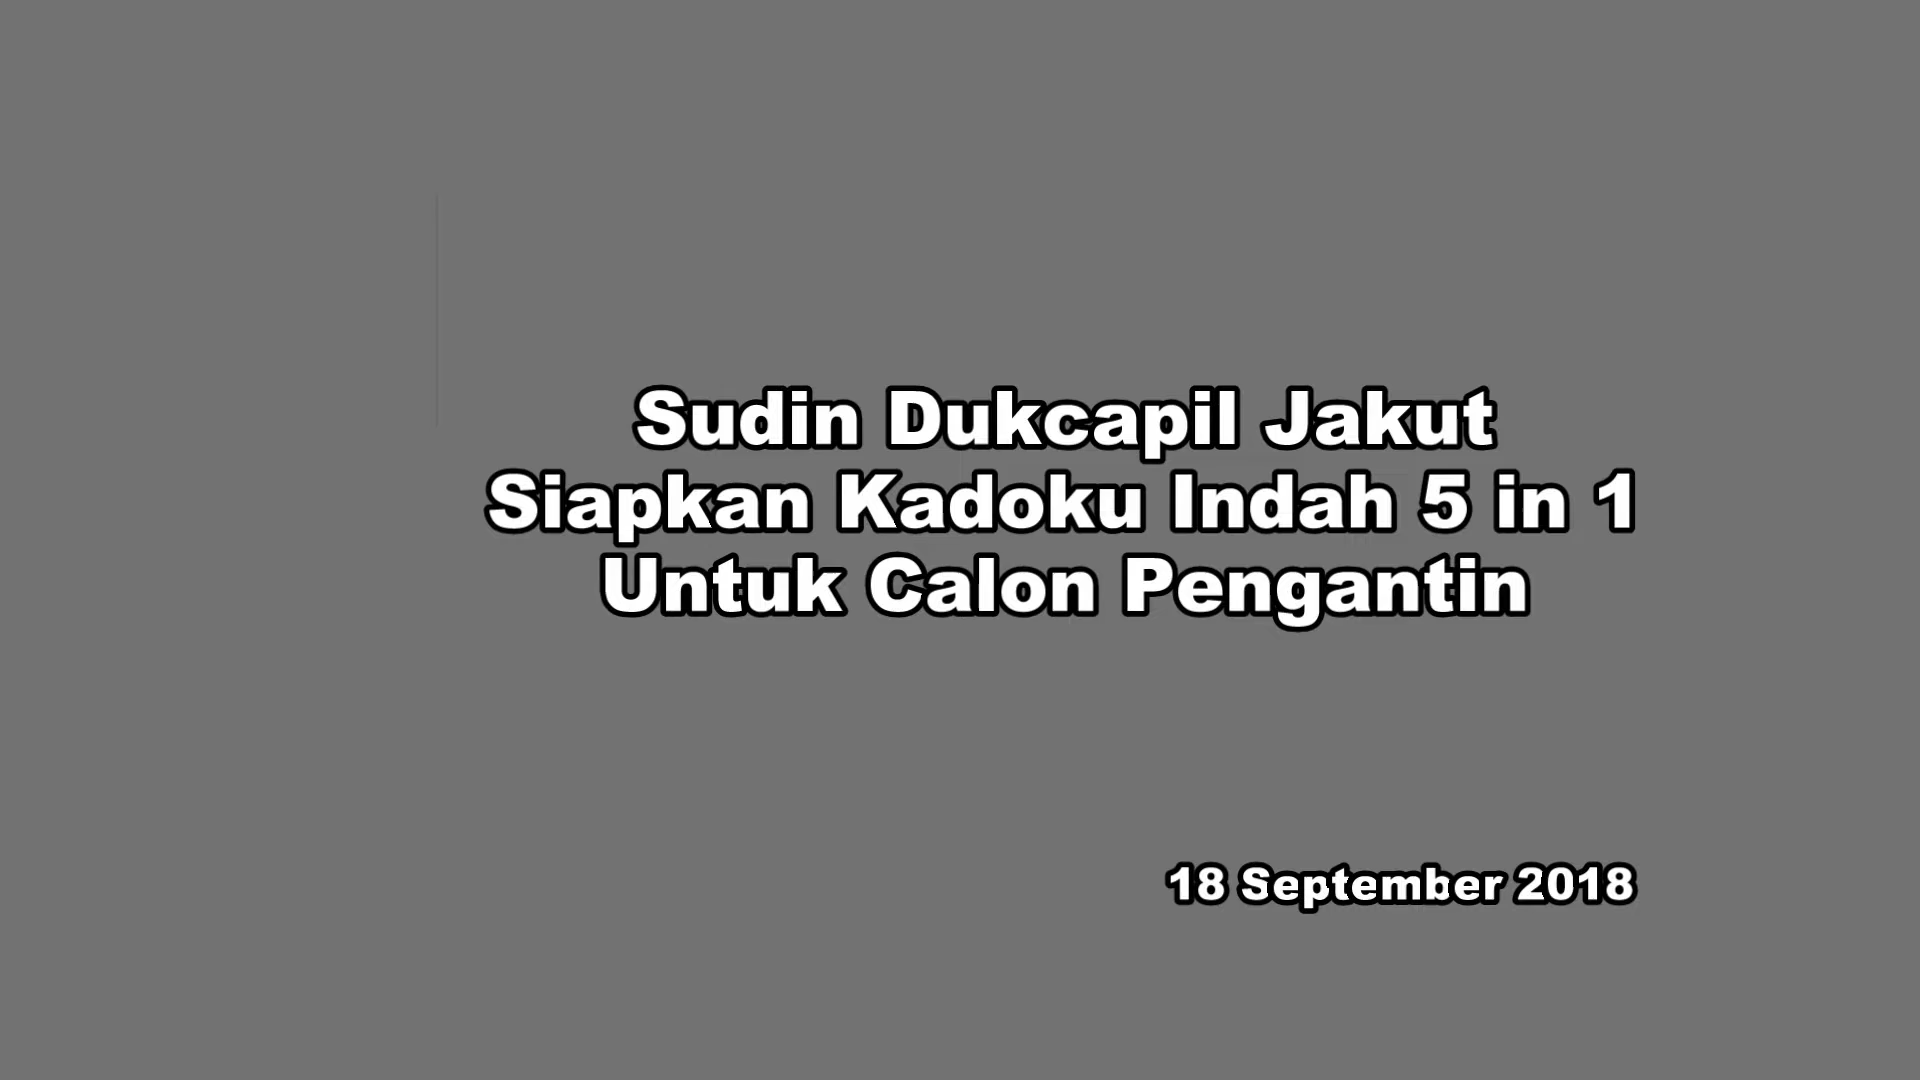 Sudin Dukcapil Jakut
Siapkan Kadoku Indah 5 in 1
Untuk Calon Pengantin
18 September 2018